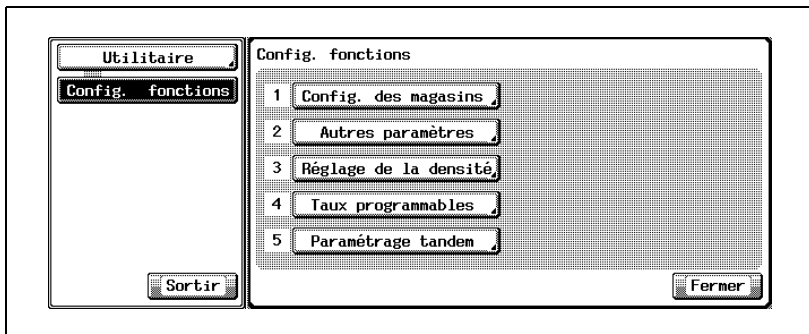 Utilitaire
Config. fonctions
Sortir
Config. fonctions
1 Config. des magasins
2 Autres paramètres
3 Réglage de la densité
4 Taux programmables
5 Paramétrage tandem
Fermer